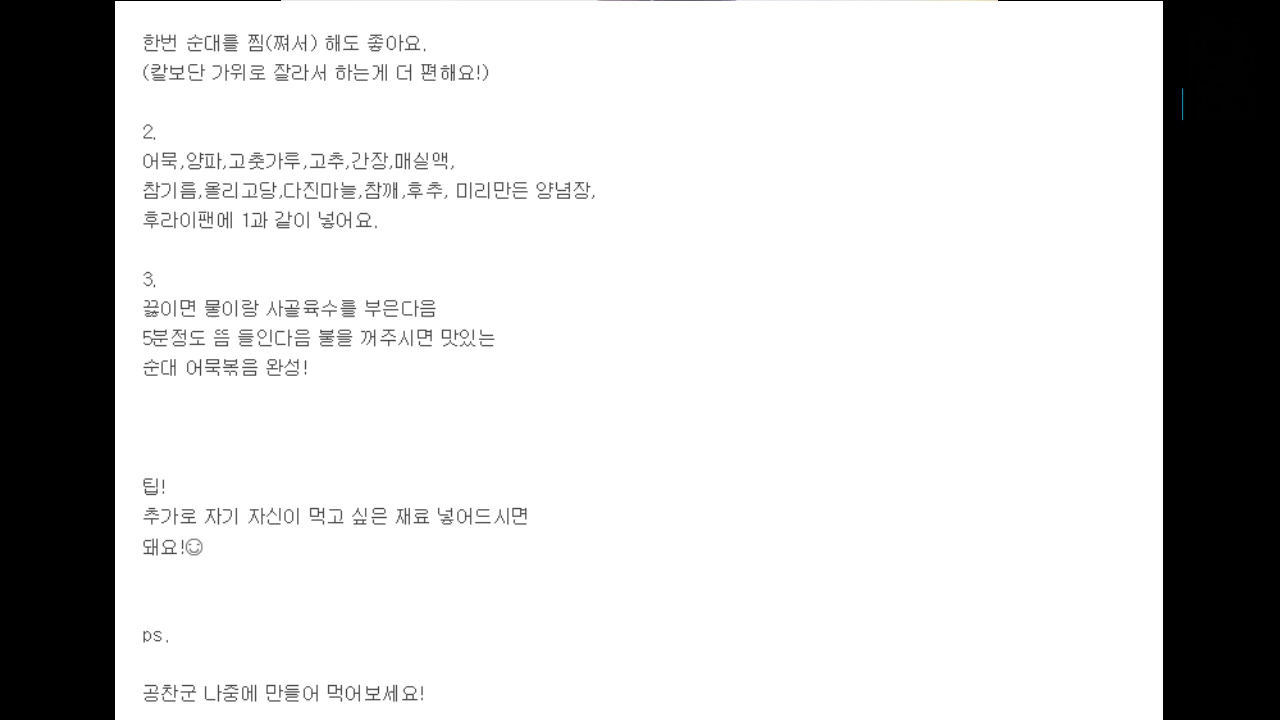 한번 순대를 찜(쪄서) 해도 좋아요.
(칼보단 가위로 잘라서 하는게 더 편해요!)
2.
어묵,양파,고춧가루,고추,간장,매실액,
참기름,올리고당,다진마늘,참깨,후추, 미리만든 양념장,
후라이팬에 1과 같이 넣어요.
3.
끓이면 물이랑 사골육수를 부은다음
5분정도 뜸 들인다음 불을 꺼주시면 맛있는
순대 어묵볶음 완성!
팁!
추가로 자기 자신이 먹고 싶은 재료 넣어드시면
돼요!☺
ps.
공찬군 나중에 만들어 먹어보세요!